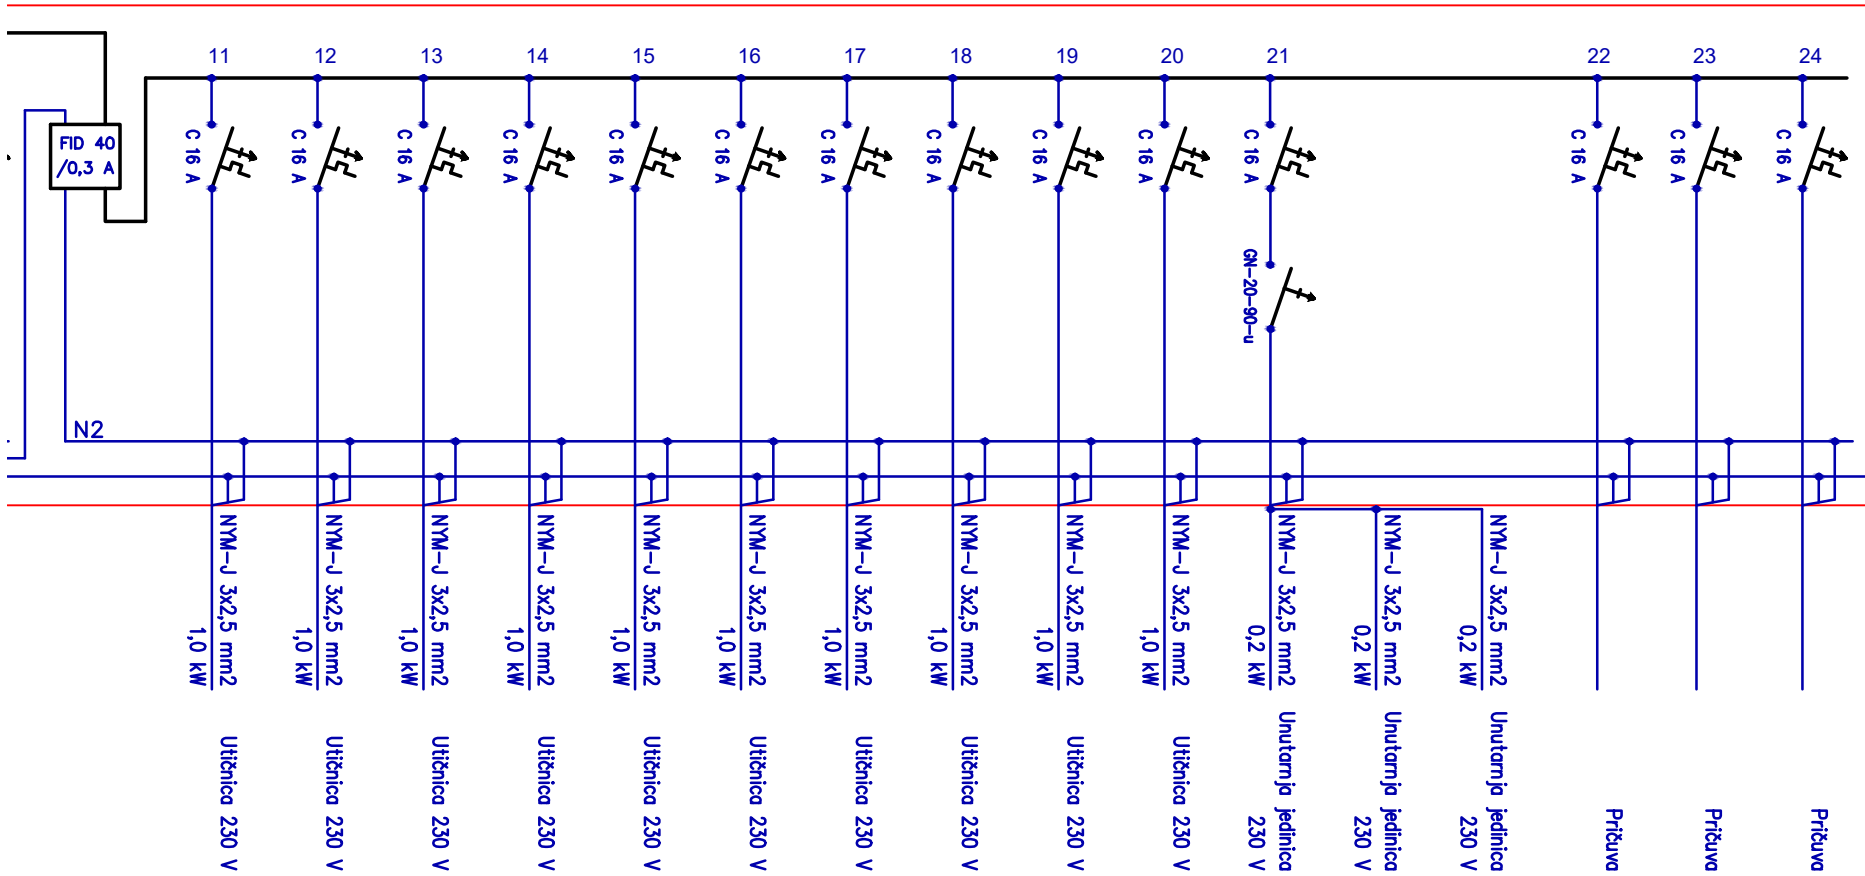 11 12 13 14 15 16 17 18 19 20 21 22 23 24
FID 40
/0,3 A
C 16 A
C 16 A
C 16 A
C 16 A
C 16 A
C 16 A
C 16 A
C 16 A
C 16 A
C 16 A
C 16 A
C 16 A
C 16 A
C 16 A
GN-20-90-u
N2
NYM-J 3x2,5 mm2
1,0 kW
NYM-J 3x2,5 mm2
1,0 kW
NYM-J 3x2,5 mm2
1,0 kW
NYM-J 3x2,5 mm2
1,0 kW
NYM-J 3x2,5 mm2
1,0 kW
NYM-J 3x2,5 mm2
1,0 kW
NYM-J 3x2,5 mm2
1,0 kW
NYM-J 3x2,5 mm2
1,0 kW
NYM-J 3x2,5 mm2
1,0 kW
NYM-J 3x2,5 mm2
1,0 kW
NYM-J 3x2,5 mm2
0,2 kW
NYM-J 3x2,5 mm2
0,2 kW
NYM-J 3x2,5 mm2
0,2 kW
Utičnica 230 V
Utičnica 230 V
Utičnica 230 V
Utičnica 230 V
Utičnica 230 V
Utičnica 230 V
Utičnica 230 V
Utičnica 230 V
Utičnica 230 V
Utičnica 230 V
Unutarnja jedinica
230 V
Unutarnja jedinica
230 V
Unutarnja jedinica
230 V
Pričuva
Pričuva
Pričuva